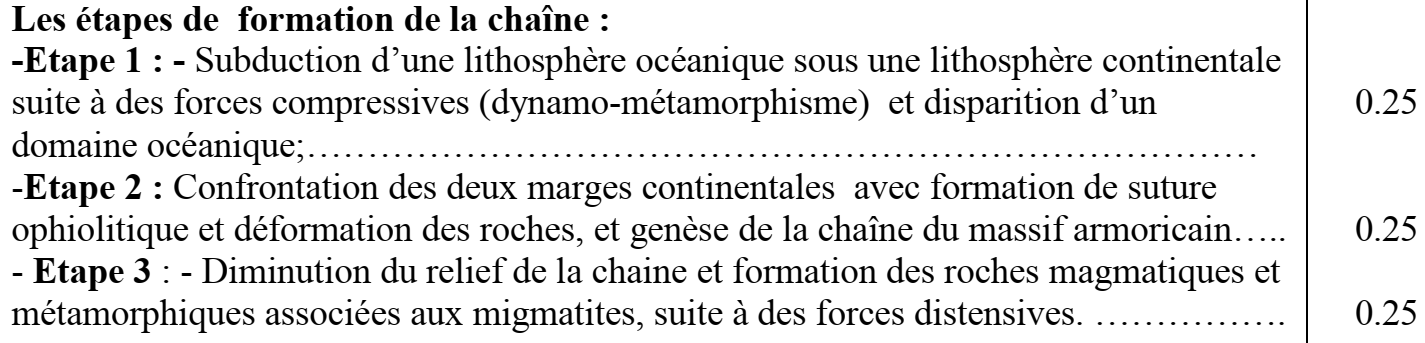 Les étapes de formation de la chaîne :
-Etape 1 : - Subduction d’une lithosphère océanique sous une lithosphère continentale
suite à des forces compressives (dynamo-métamorphisme) et disparition d’un 0.25
domaine océanique;……………………………………………………………………
-Etape 2 : Confrontation des deux marges continentales avec formation de suture
ophiolitique et déformation des roches, et genèse de la chaîne du massif armoricain….. 0.25
- Etape 3 : - Diminution du relief de la chaine et formation des roches magmatiques et
métamorphiques associées aux migmatites, suite à des forces distensives. ……………. 0.25